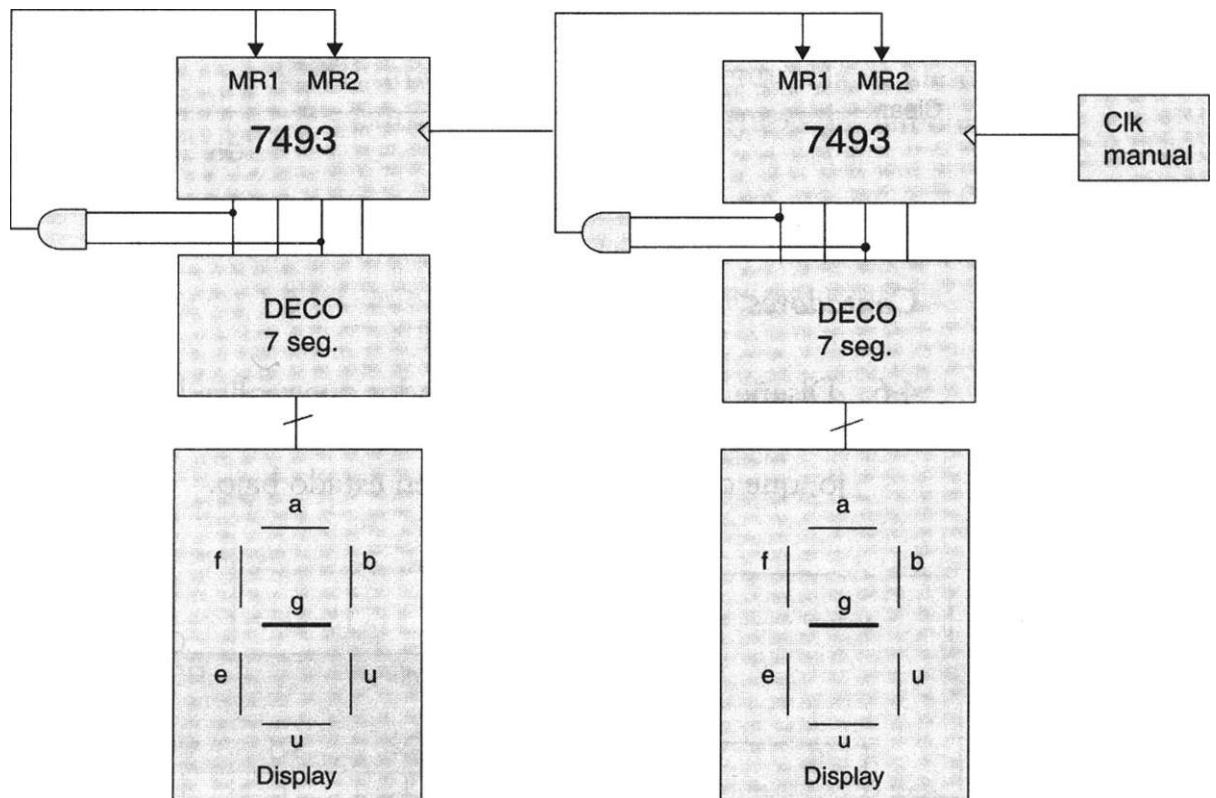 MR1 MR2
7493
MR1 MR2
7493
Clk
manual
DECO
7 seg.
DECO
7 seg.
a
f
b
g
e
u
u
Display
a
f
b
g
e
u
u
Display